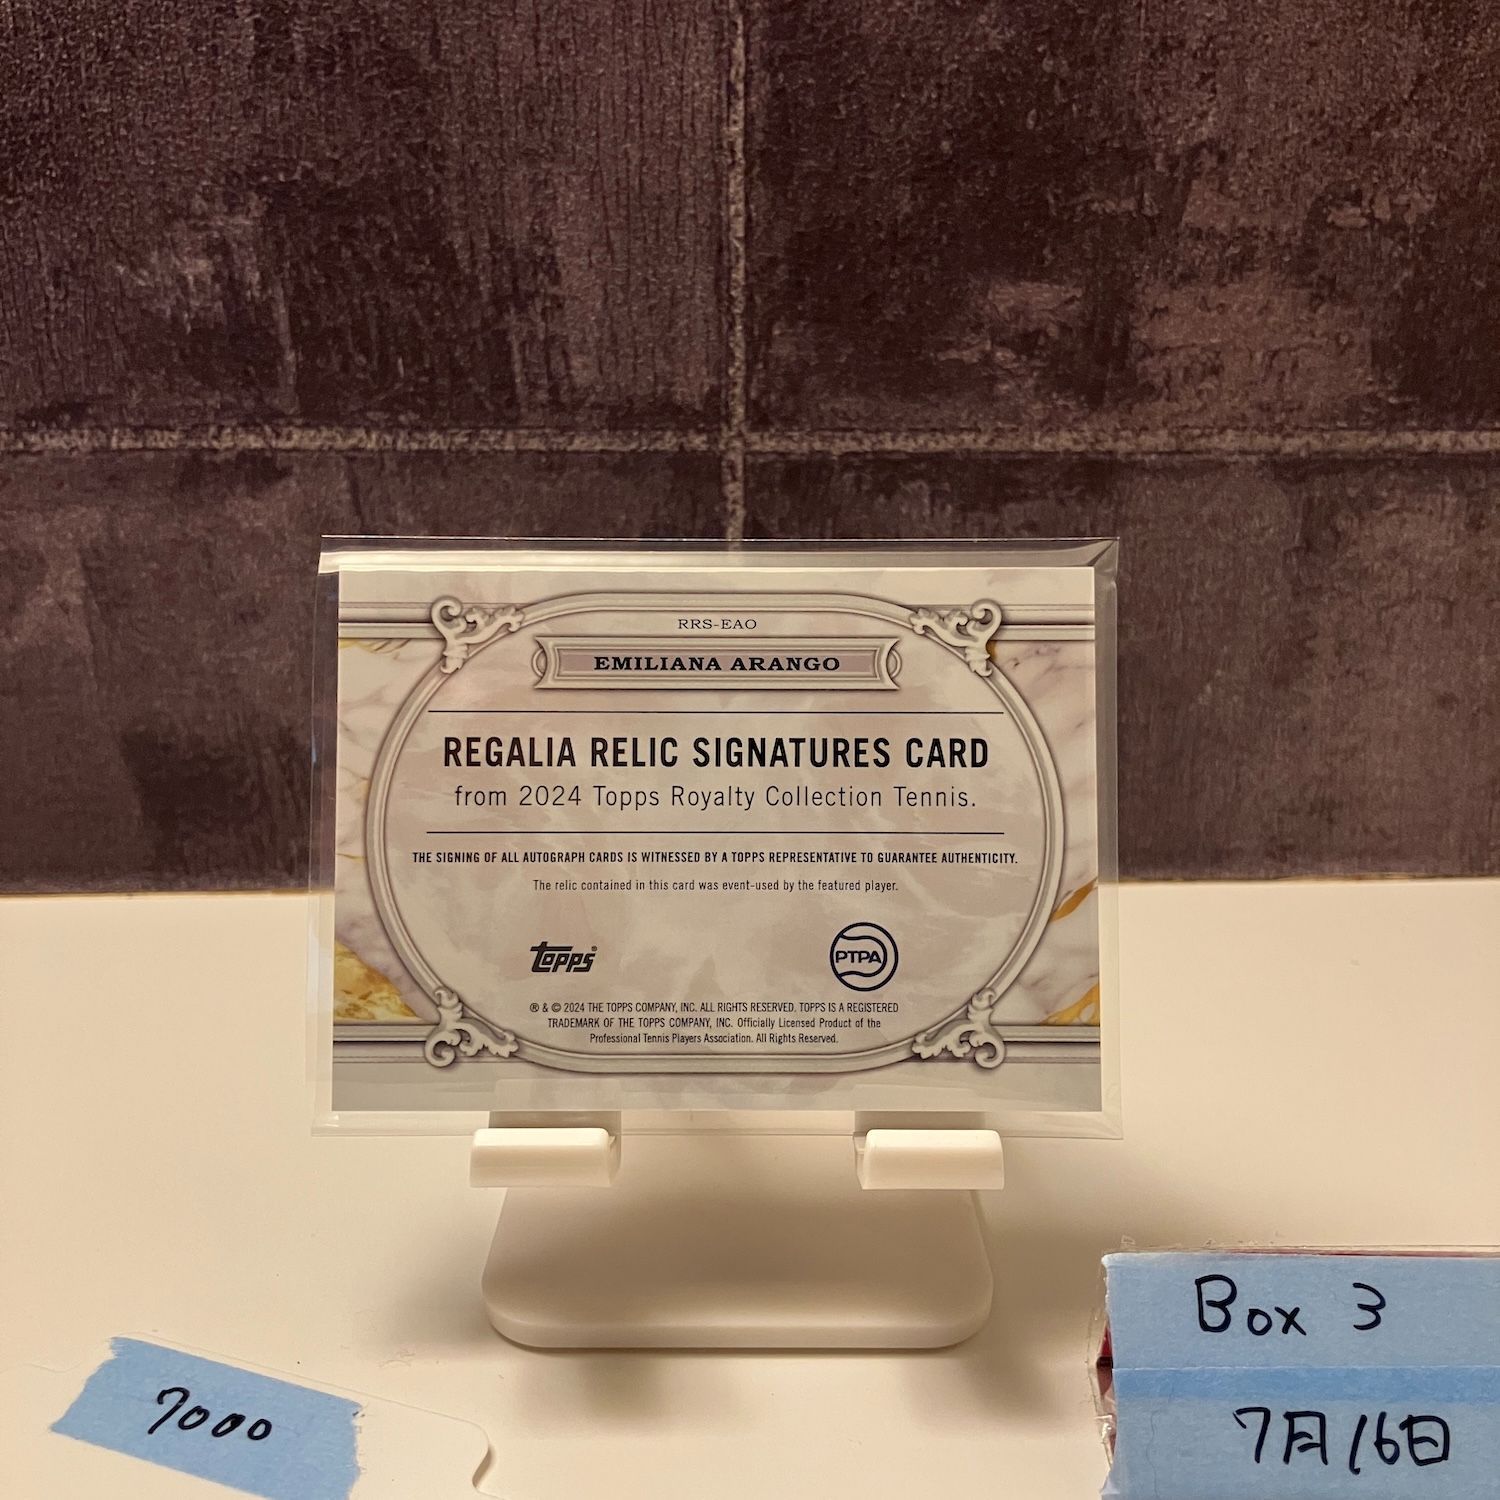 RRS-EAO
EMILIANA ARANGO
REGALIA RELIC SIGNATURES CARD
from 2024 Topps Royalty Collection Tennis.
THE SIGNING OF ALL AUTOGRAPH CARDS IS WITNESSED BY A TOPPS REPRESENTATIVE TO GUARANTEE AUTHENTICITY.
The relic contained in this card was event-used by the featured player.
topps®
PTPA
® & © 2024 THE TOPPS COMPANY, INC. ALL RIGHTS RESERVED. TOPPS IS A REGISTERED
TRADEMARK OF THE TOPPS COMPANY, INC. Officially Licensed Product of the
Professional Tennis Players Association. All Rights Reserved.
Box 3
7月16日
7000